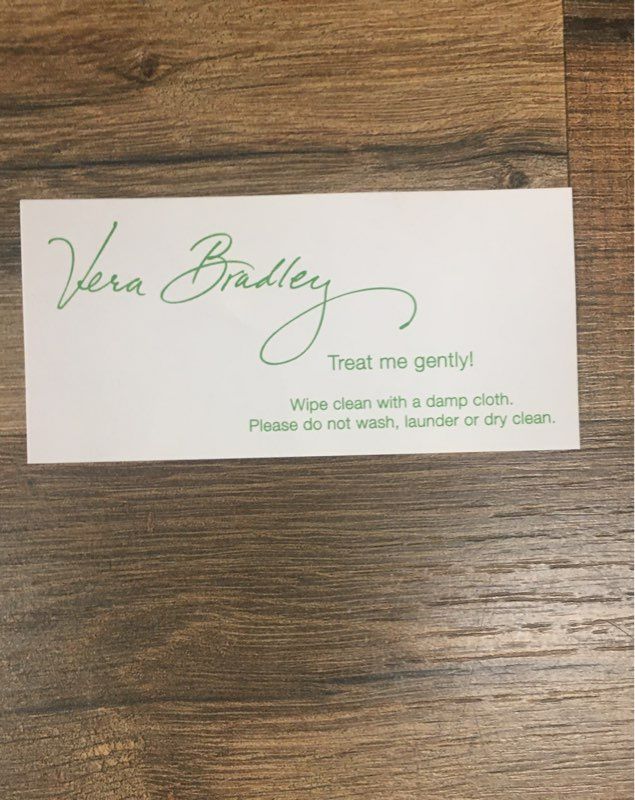 Vera Bradley
Treat me gently!
Wipe clean with a damp cloth.
Please do not wash, launder or dry clean.